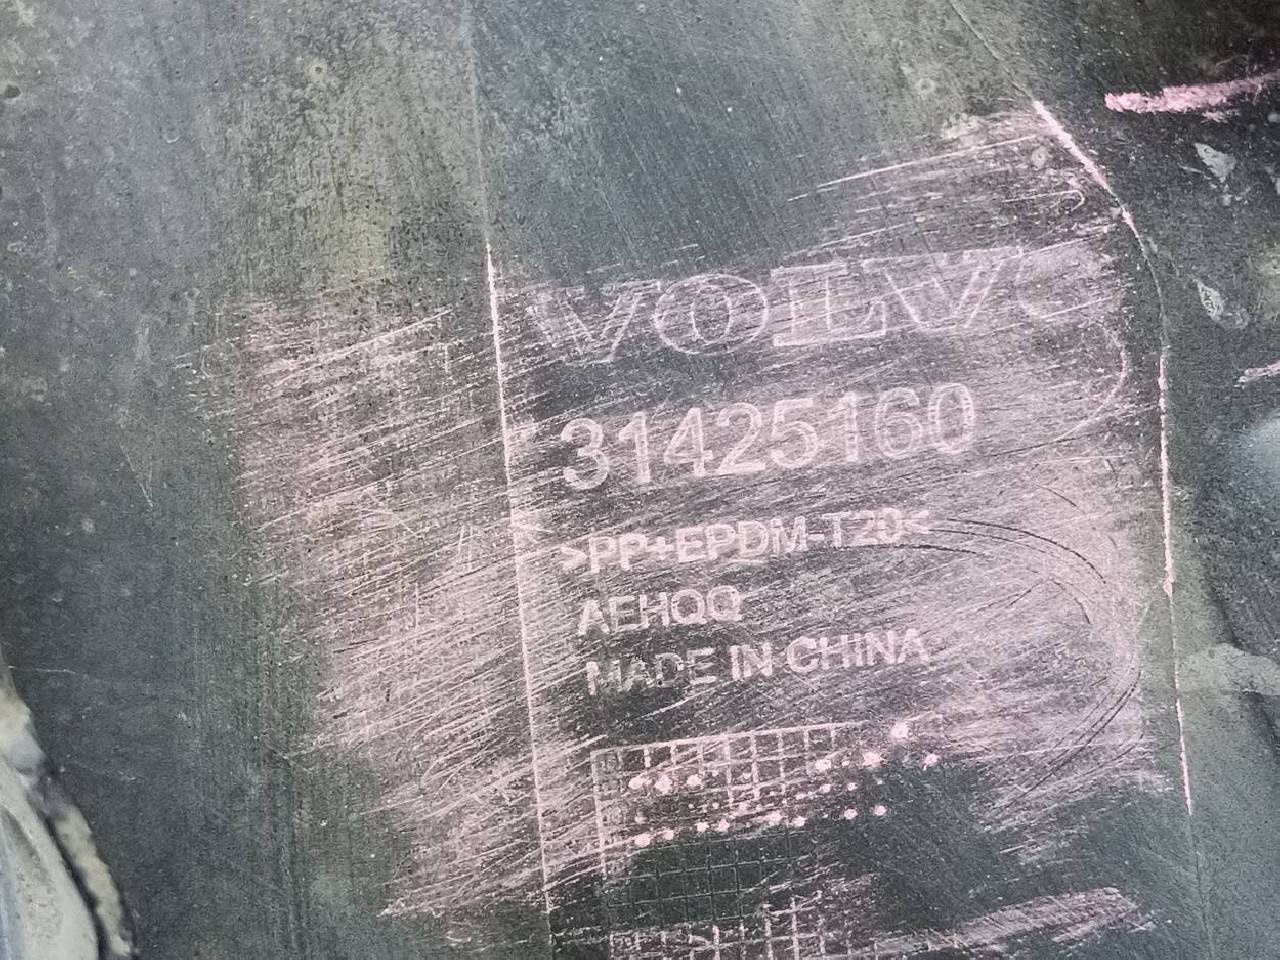 VOLVO
31425160
>PP+EPDM-T20<
AEHQQ
MADE IN CHINA